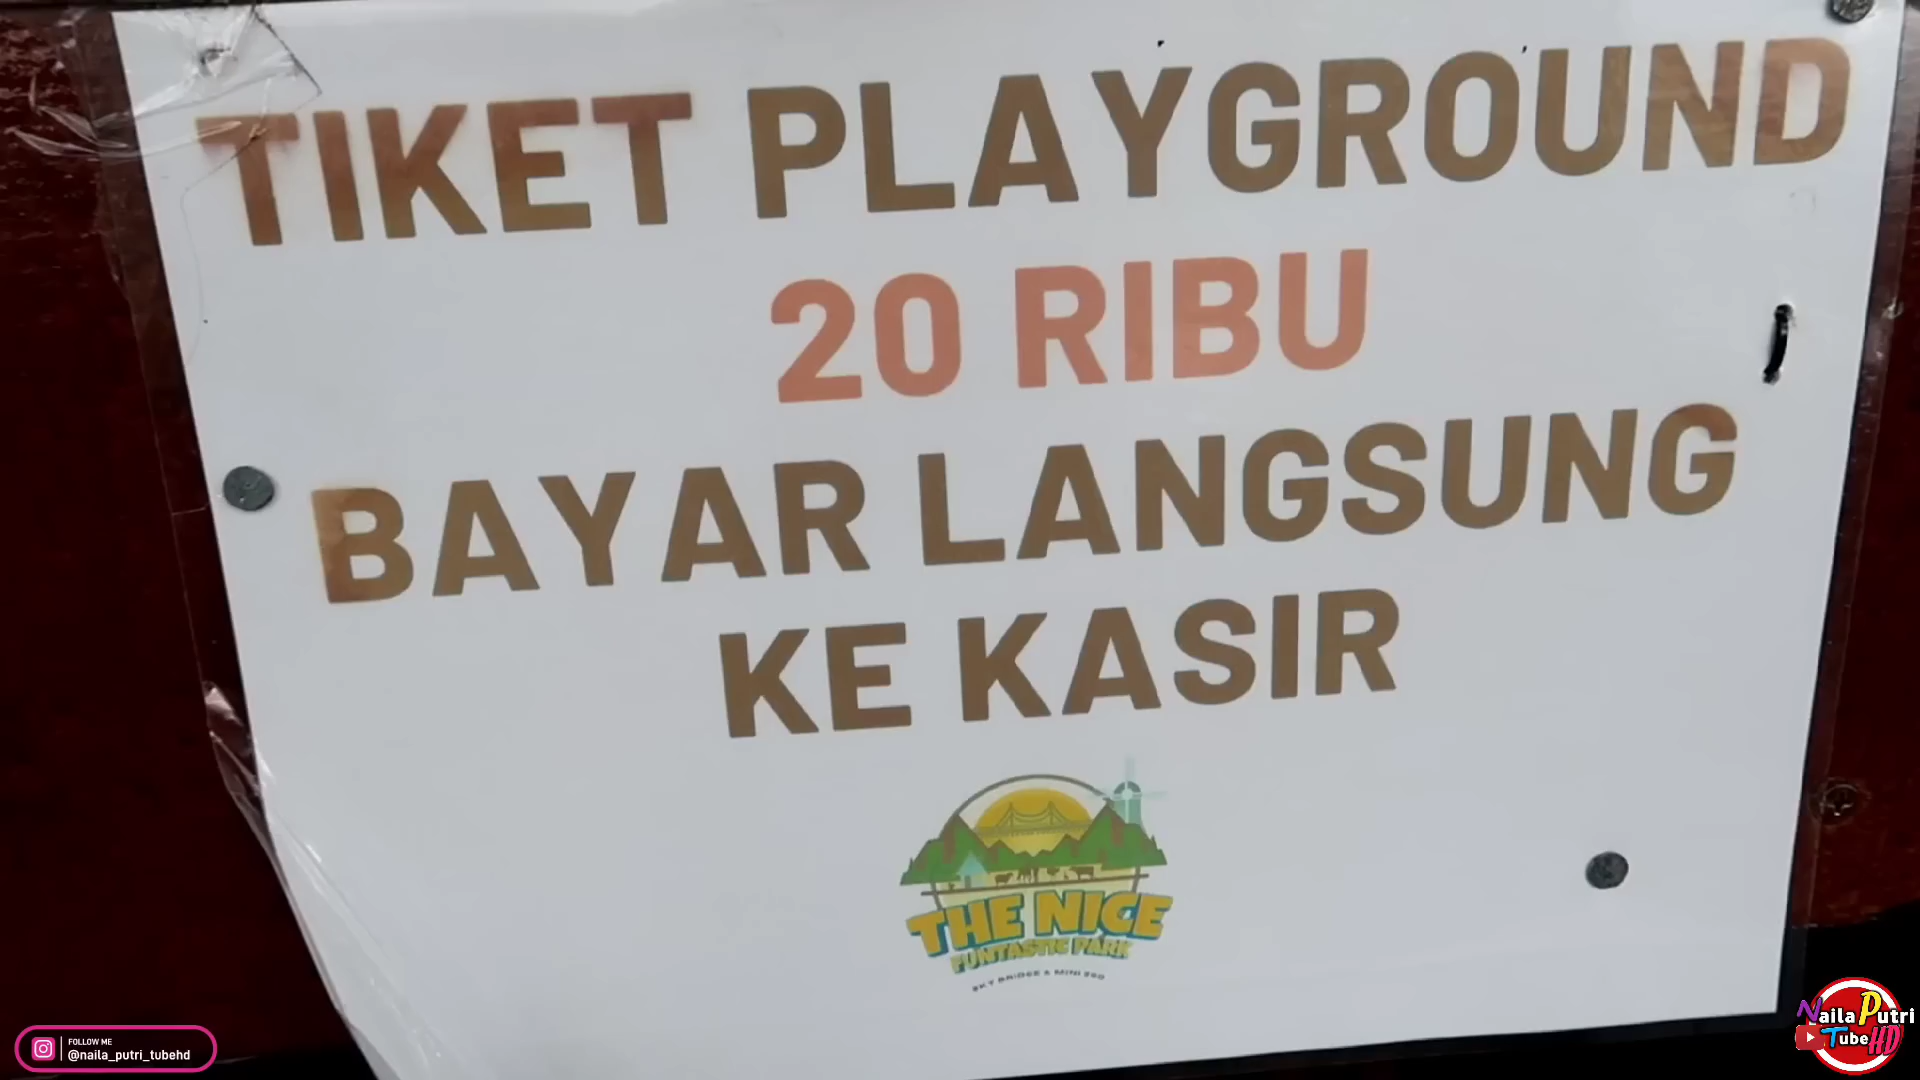 TIKET PLAYGROUND
20 RIBU
BAYAR LANGSUNG
KE KASIR
THE NICE
FUNTASTIC PARK
SKY BRIDGE & MINI ZOO
FOLLOW ME
@naila_putri_tubehd
Naila Putri
Tube HD